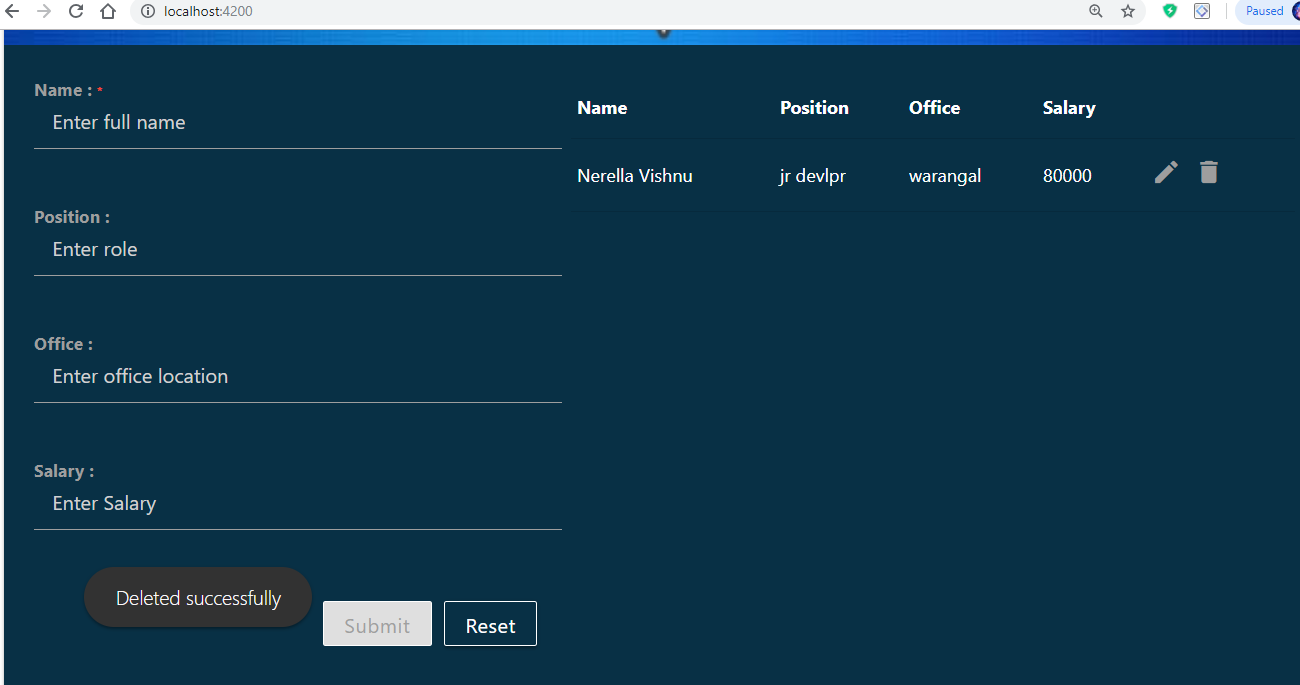 localhost:4200
Paused
Name : *
Enter full name
Position :
Enter role
Office :
Enter office location
Salary :
Enter Salary
Deleted successfully
Submit
Reset
Name Position Office Salary
Nerella Vishnu jr devlpr warangal 80000